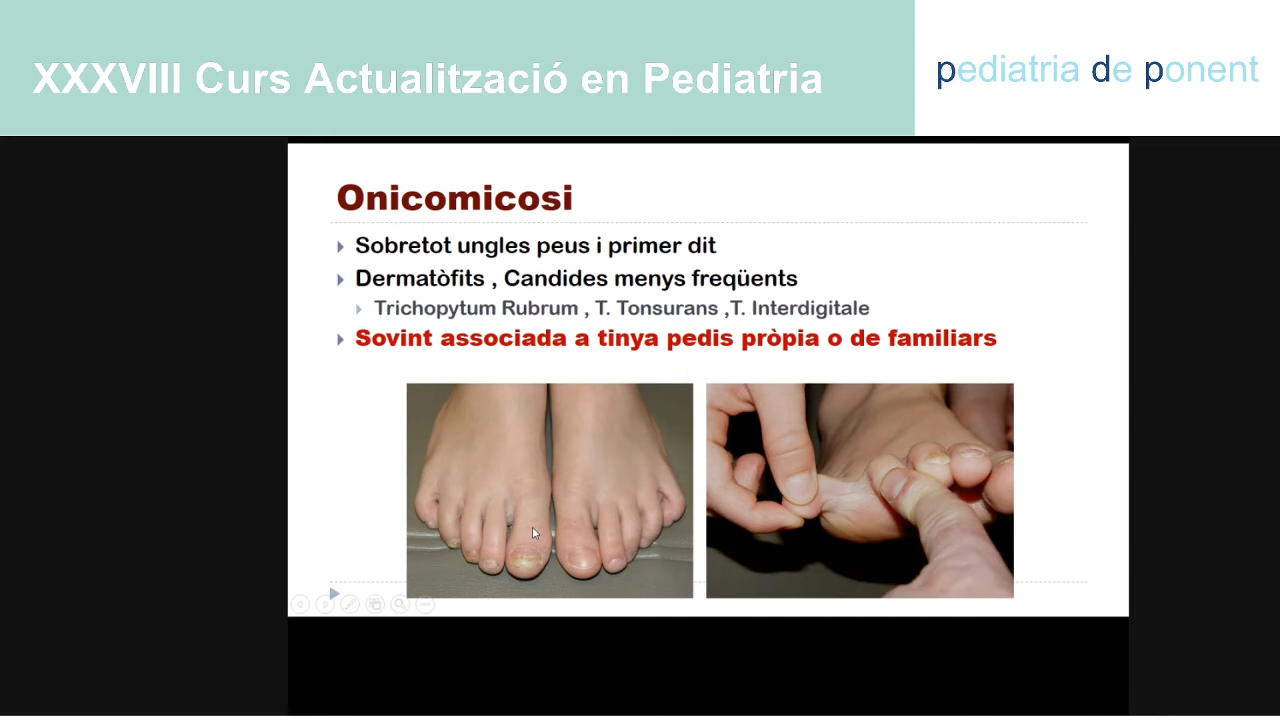 XXXVIII Curs Actualització en Pediatria
pediatria de ponent
Onicomicosi
Sobretot ungles peus i primer dit
Dermatòfits , Candides menys freqüents
Trichopytum Rubrum , T. Tonsurans ,T. Interdigitale
Sovint associada a tinya pedis pròpia o de familiars